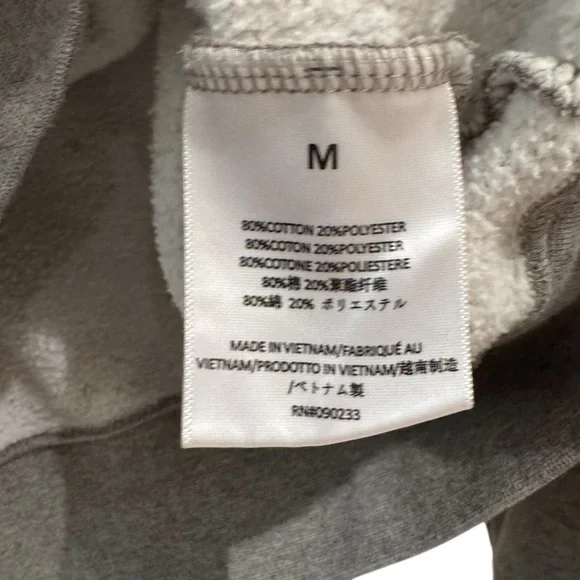 M
80%COTTON 20%POLYESTER
80%COTON 20%POLYESTER
80%COTONE 20%POLIESTERE
80%棉 20%聚酯纤维
80%綿 20% ポリエステル
MADE IN VIETNAM/FABRIQUÉ AU
VIETNAM/PRODOTTO IN VIETNAM/越南制造
/ベトナム製
RN#090233